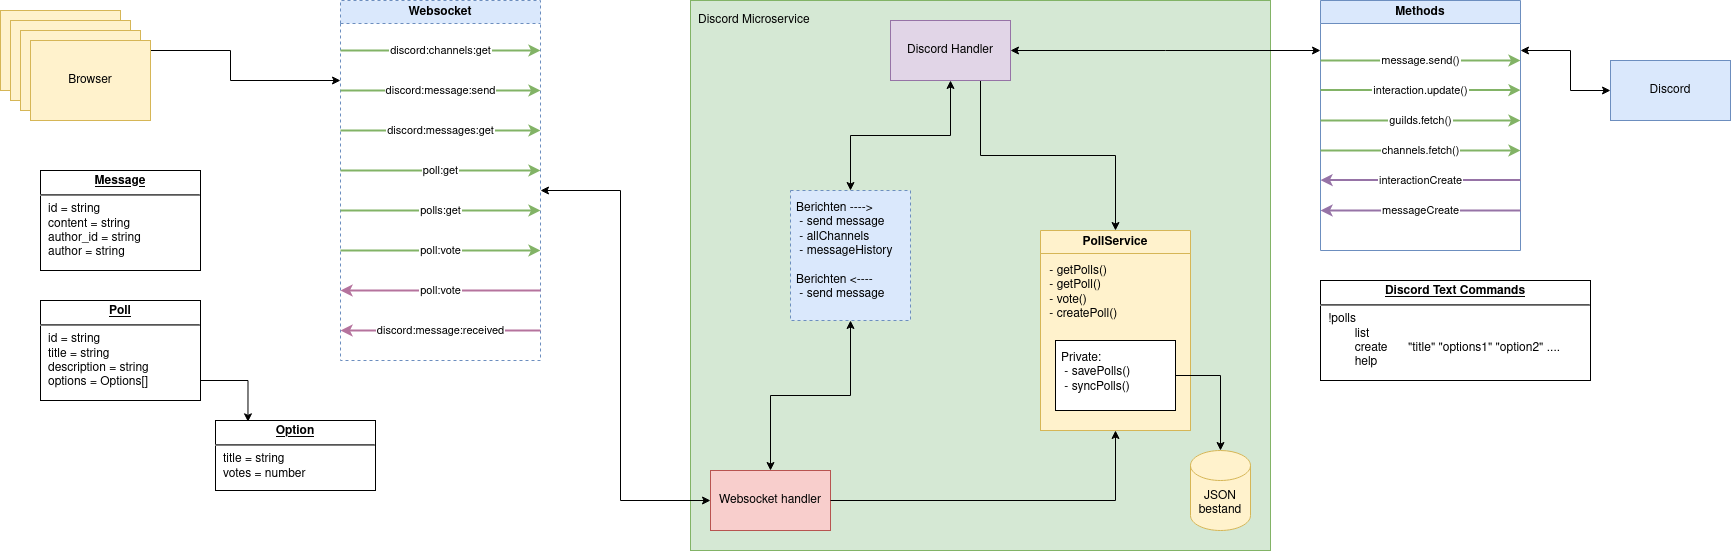 Browser
Websocket
discord:channels:get
discord:message:send
discord:messages:get
poll:get
polls:get
poll:vote
poll:vote
discord:message:received
Message
id = string
content = string
author_id = string
author = string
Poll
id = string
title = string
description = string
options = Options[]
Option
title = string
votes = number
Discord Microservice
Discord Handler
Berichten ---->
- send message
- allChannels
- messageHistory
Berichten <----
- send message
PollService
- getPolls()
- getPoll()
- vote()
- createPoll()
Private:
- savePolls()
- syncPolls()
Websocket handler
JSON
bestand
Methods
message.send()
interaction.update()
guilds.fetch()
channels.fetch()
interactionCreate
messageCreate
Discord
Discord Text Commands
!polls
list
create "title" "options1" "option2" ....
help